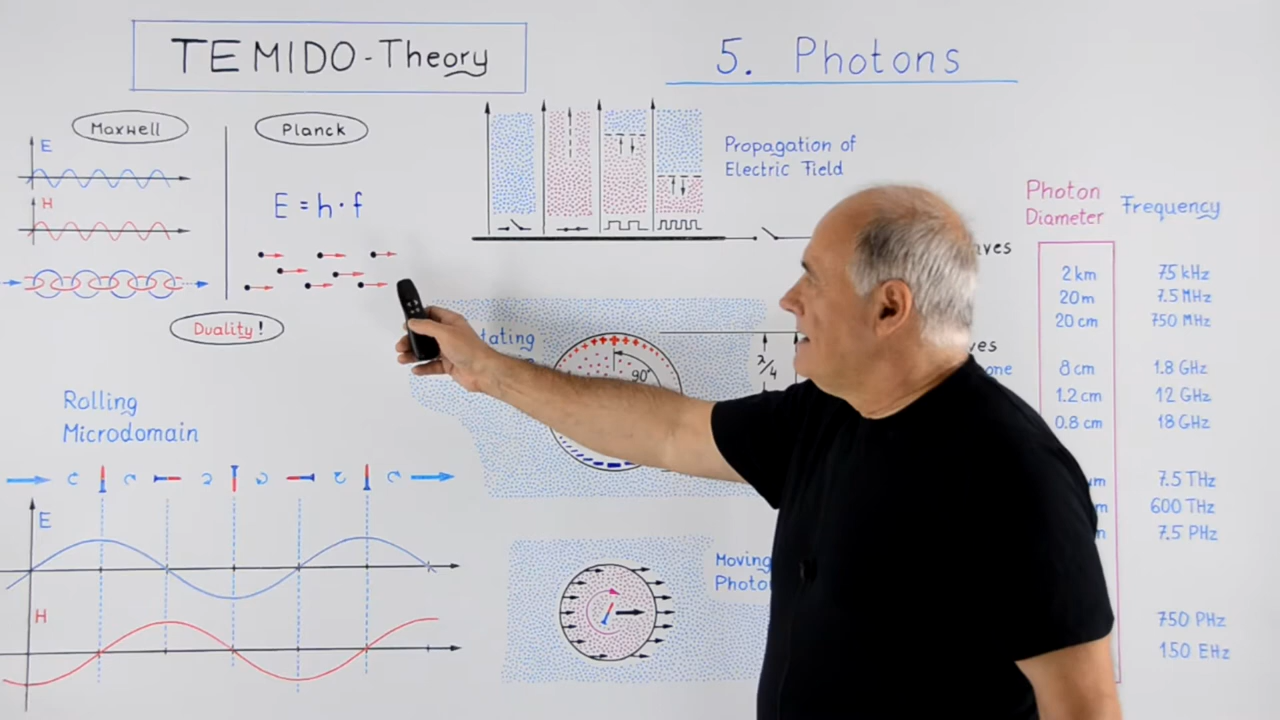 TEMIDO-Theory
5. Photons
Maxwell
E
H
Planck
E = h · f
Duality!
Propagation of
Electric Field
Rolling
Microdomain
E
H
90°
λ/4
Moving
Photon
Diameter
Frequency
2 km 75 kHz
20 m 7.5 MHz
20 cm 750 MHz
8 cm 1.8 GHz
1.2 cm 12 GHz
0.8 cm 18 GHz
7.5 THz
600 THz
7.5 PHz
750 PHz
150 EHz